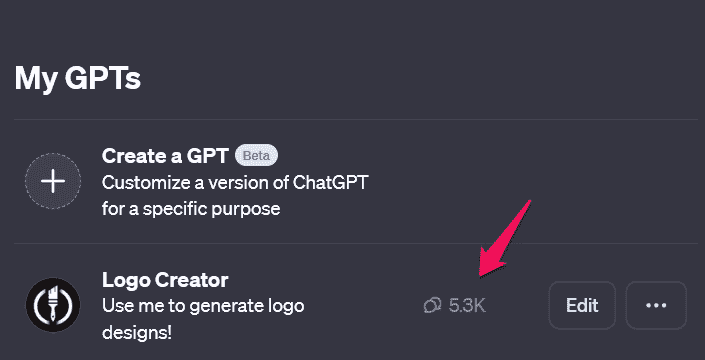 My GPTs
Create a GPT Beta
Customize a version of ChatGPT
for a specific purpose
Logo Creator
Use me to generate logo
designs!
5.3K
Edit